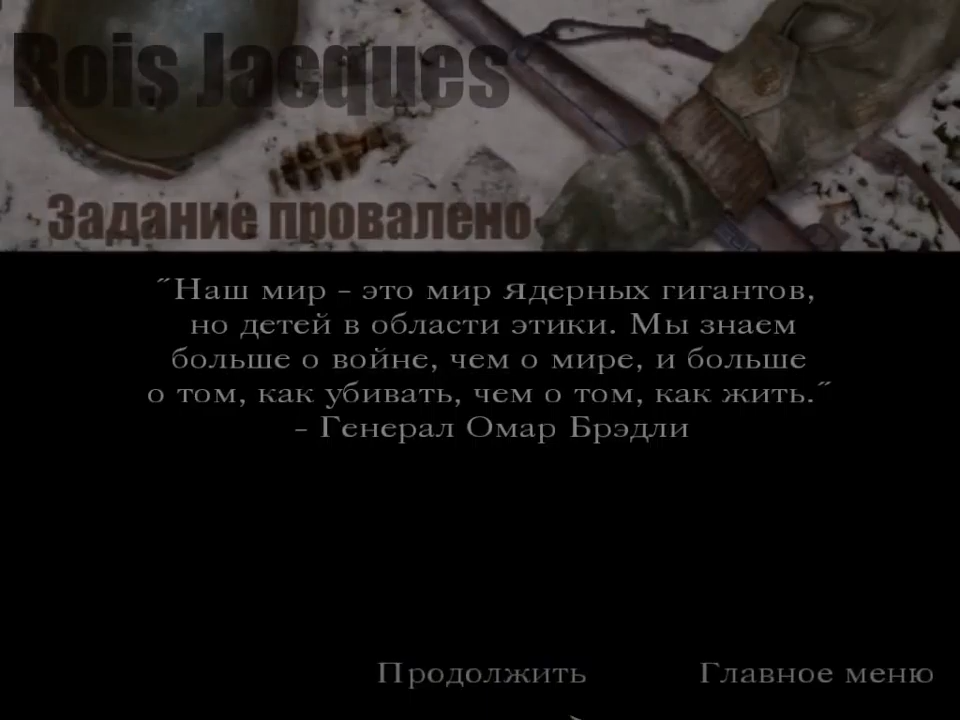 Bois Jacques
Задание провалено
"Наш мир - это мир ядерных гигантов,
но детей в области этики. Мы знаем
больше о войне, чем о мире, и больше
о том, как убивать, чем о том, как жить."
- Генерал Омар Брэдли
Продолжить Главное меню